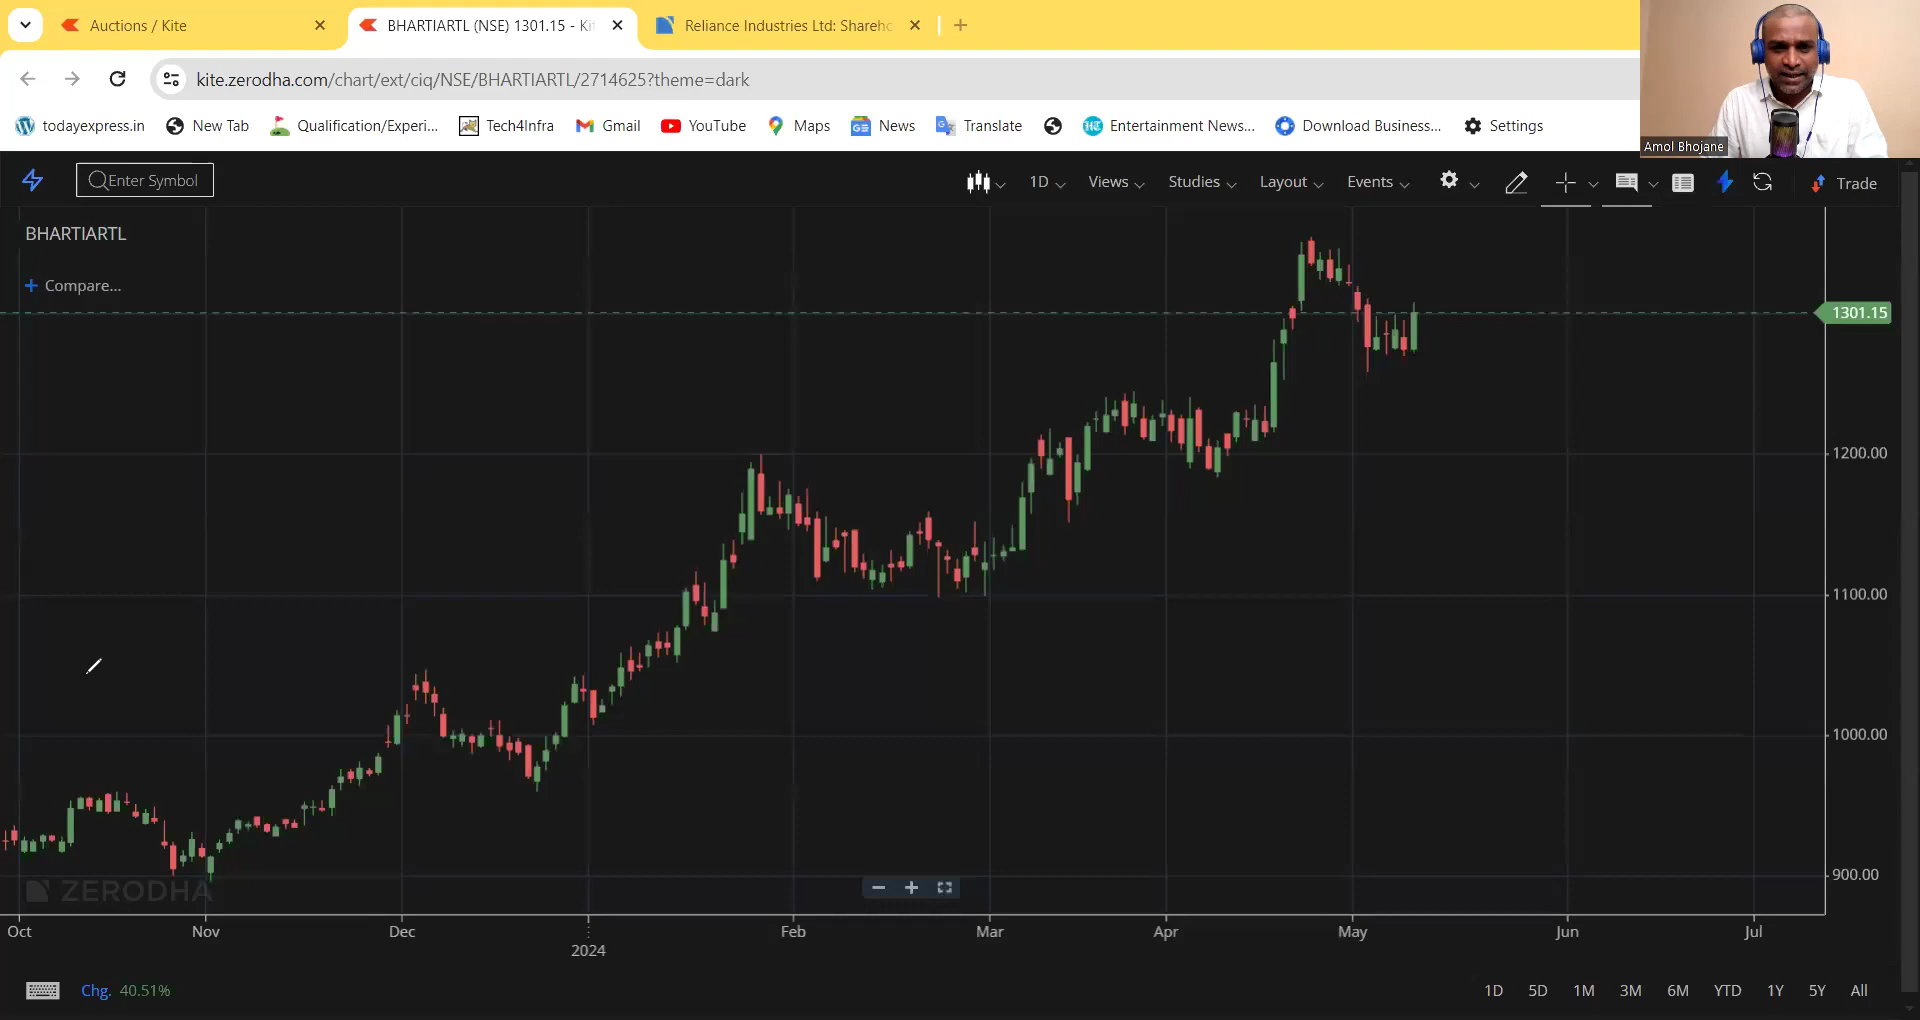 Auctions / Kite
BHARTIARTL (NSE) 1301.15 - Kit
Reliance Industries Ltd: Shareho
kite.zerodha.com/chart/ext/ciq/NSE/BHARTIARTL/2714625?theme=dark
todayexpress.in New Tab Qualification/Experi... Tech4Infra Gmail YouTube Maps News Translate Entertainment News... Download Business... Settings
Amol Bhojane
Enter Symbol 1D Views Studies Layout Events Trade
BHARTIARTL
+ Compare...
1301.15
1200.00
1100.00
1000.00
900.00
ZERODHA
Oct Nov Dec 2024 Feb Mar Apr May Jun Jul
Chg. 40.51% 1D 5D 1M 3M 6M YTD 1Y 5Y All